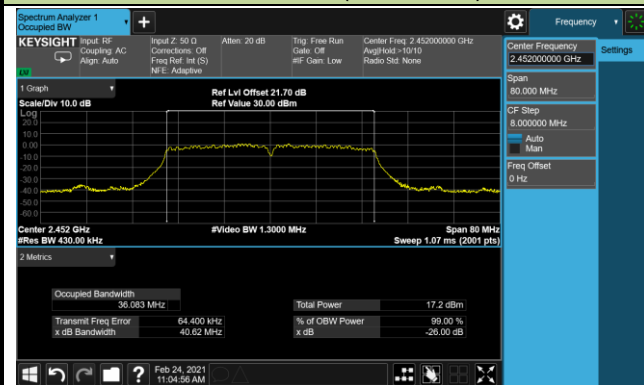 Spectrum Analyzer 1
Occupied BW
+
Frequency
KEYSIGHT
Input: RF
Coupling: AC
Align: Auto
Input Z: 50 Ω
Corrections: Off
Freq Ref: Int (S)
NFE: Adaptive
Atten: 20 dB
Trig: Free Run
Gate: Off
#IF Gain: Low
Center Freq: 2.452000000 GHz
Avg|Hold:>10/10
Radio Std: None
Center Frequency
2.452000000 GHz
Settings
Span
80.000 MHz
CF Step
8.000000 MHz
Auto
Man
Freq Offset
0 Hz
1 Graph
Scale/Div 10.0 dB
Ref Lvl Offset 21.70 dB
Ref Value 30.00 dBm
Log
20.0
10.0
0.00
-10.0
-20.0
-30.0
-40.0
-50.0
-60.0
Center 2.452 GHz
#Video BW 1.3000 MHz
Span 80 MHz
#Res BW 430.00 kHz
Sweep 1.07 ms (2001 pts)
2 Metrics
Occupied Bandwidth
36.083 MHz
Total Power 17.2 dBm
Transmit Freq Error 64.400 kHz
% of OBW Power 99.00 %
x dB Bandwidth 40.62 MHz
x dB -26.00 dB
?
Feb 24, 2021
11:04:56 AM